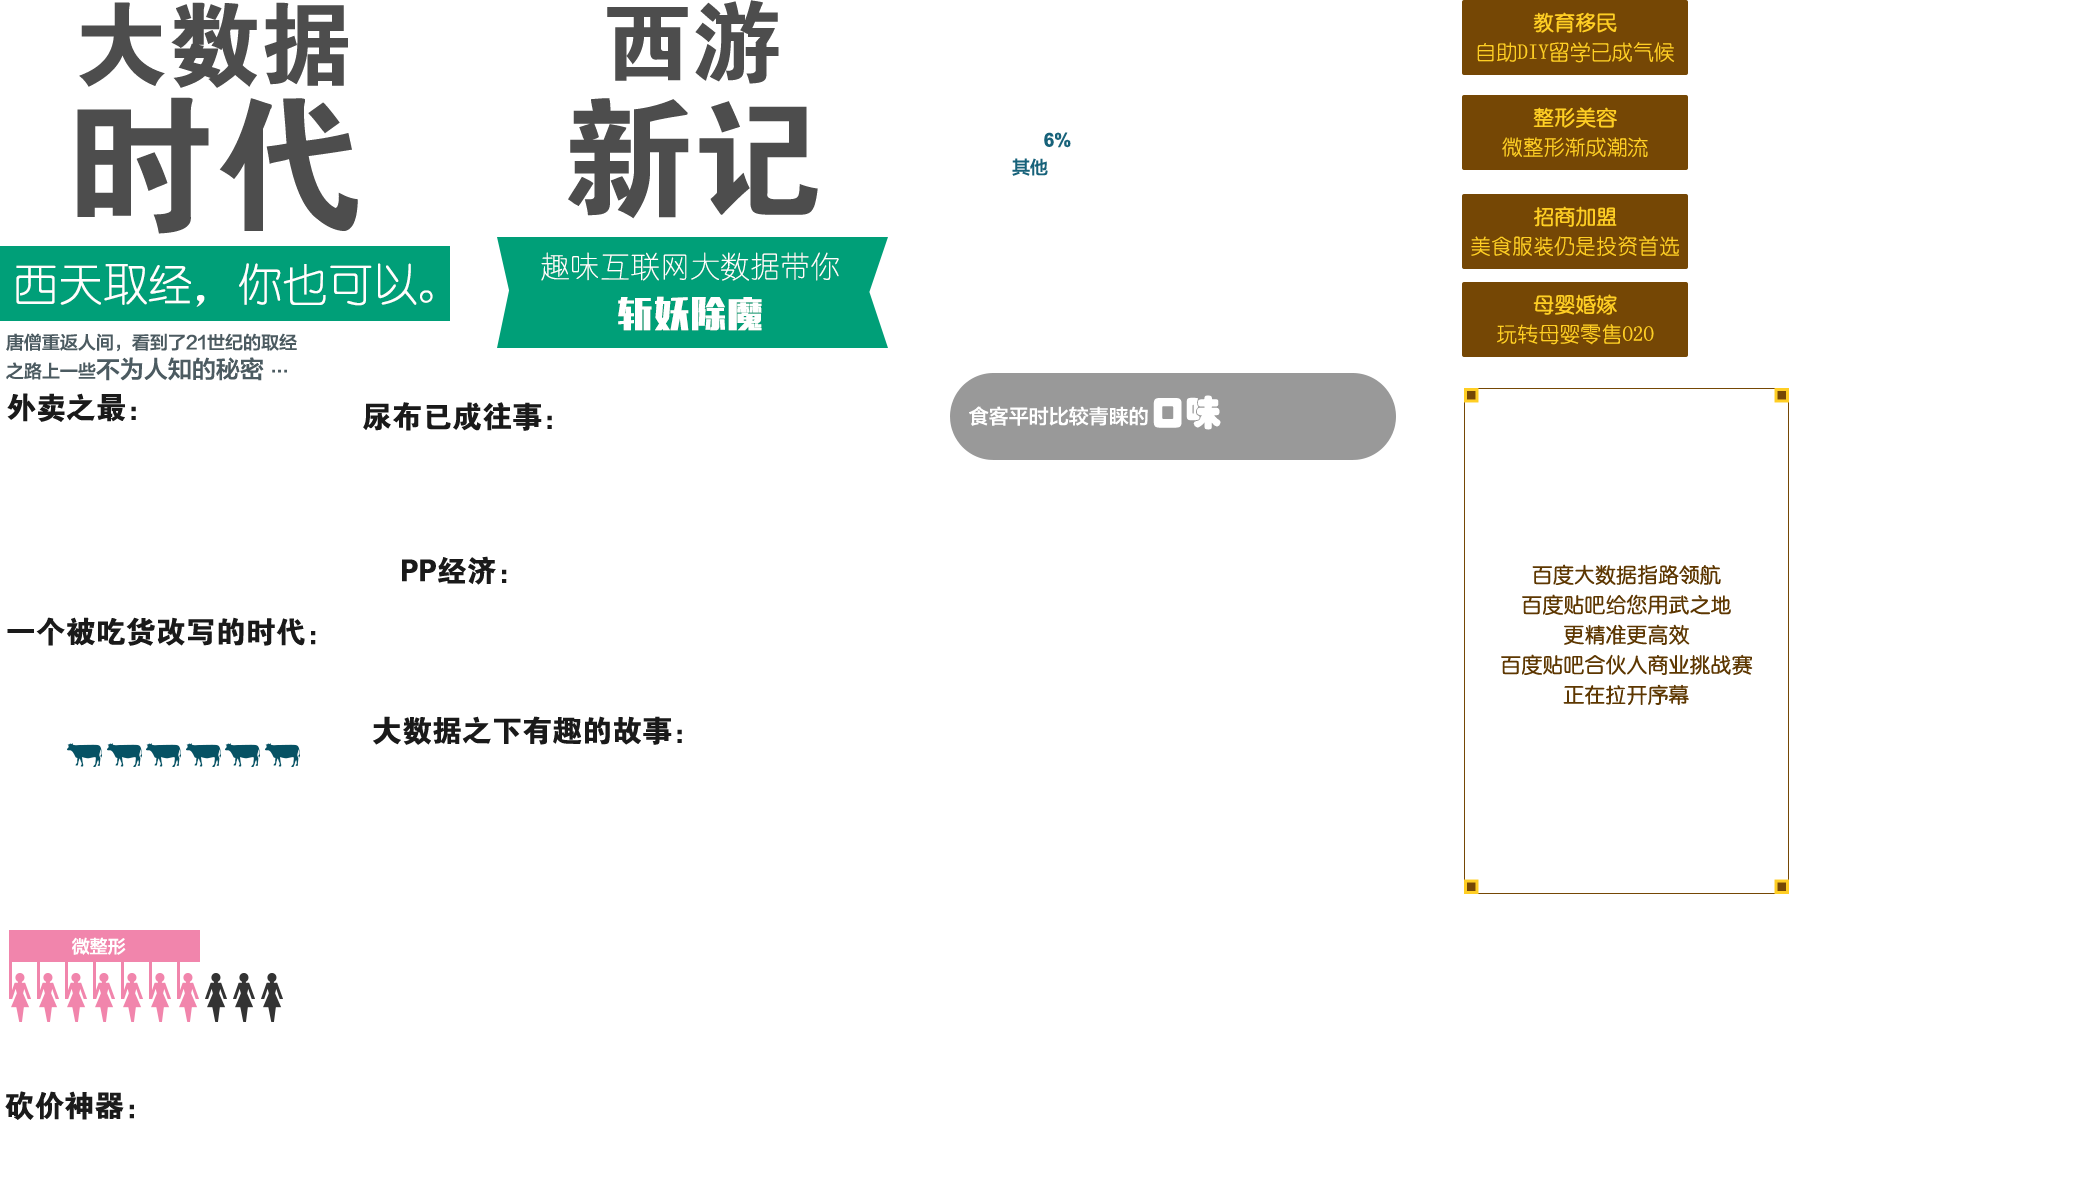 大数据
时代
西天取经，你也可以。
唐僧重返人间，看到了21世纪的取经
之路上一些不为人知的秘密 …
外卖之最：
一个被吃货改写的时代：
微整形
砍价神器：
西游
新记
趣味互联网大数据带你
斩妖除魔
尿布已成往事：
PP经济：
大数据之下有趣的故事：
6%
其他
食客平时比较青睐的口味
教育移民
自助DIY留学已成气候
整形美容
微整形渐成潮流
招商加盟
美食服装仍是投资首选
母婴婚嫁
玩转母婴零售O2O
百度大数据指路领航
百度贴吧给您用武之地
更精准更高效
百度贴吧合伙人商业挑战赛
正在拉开序幕